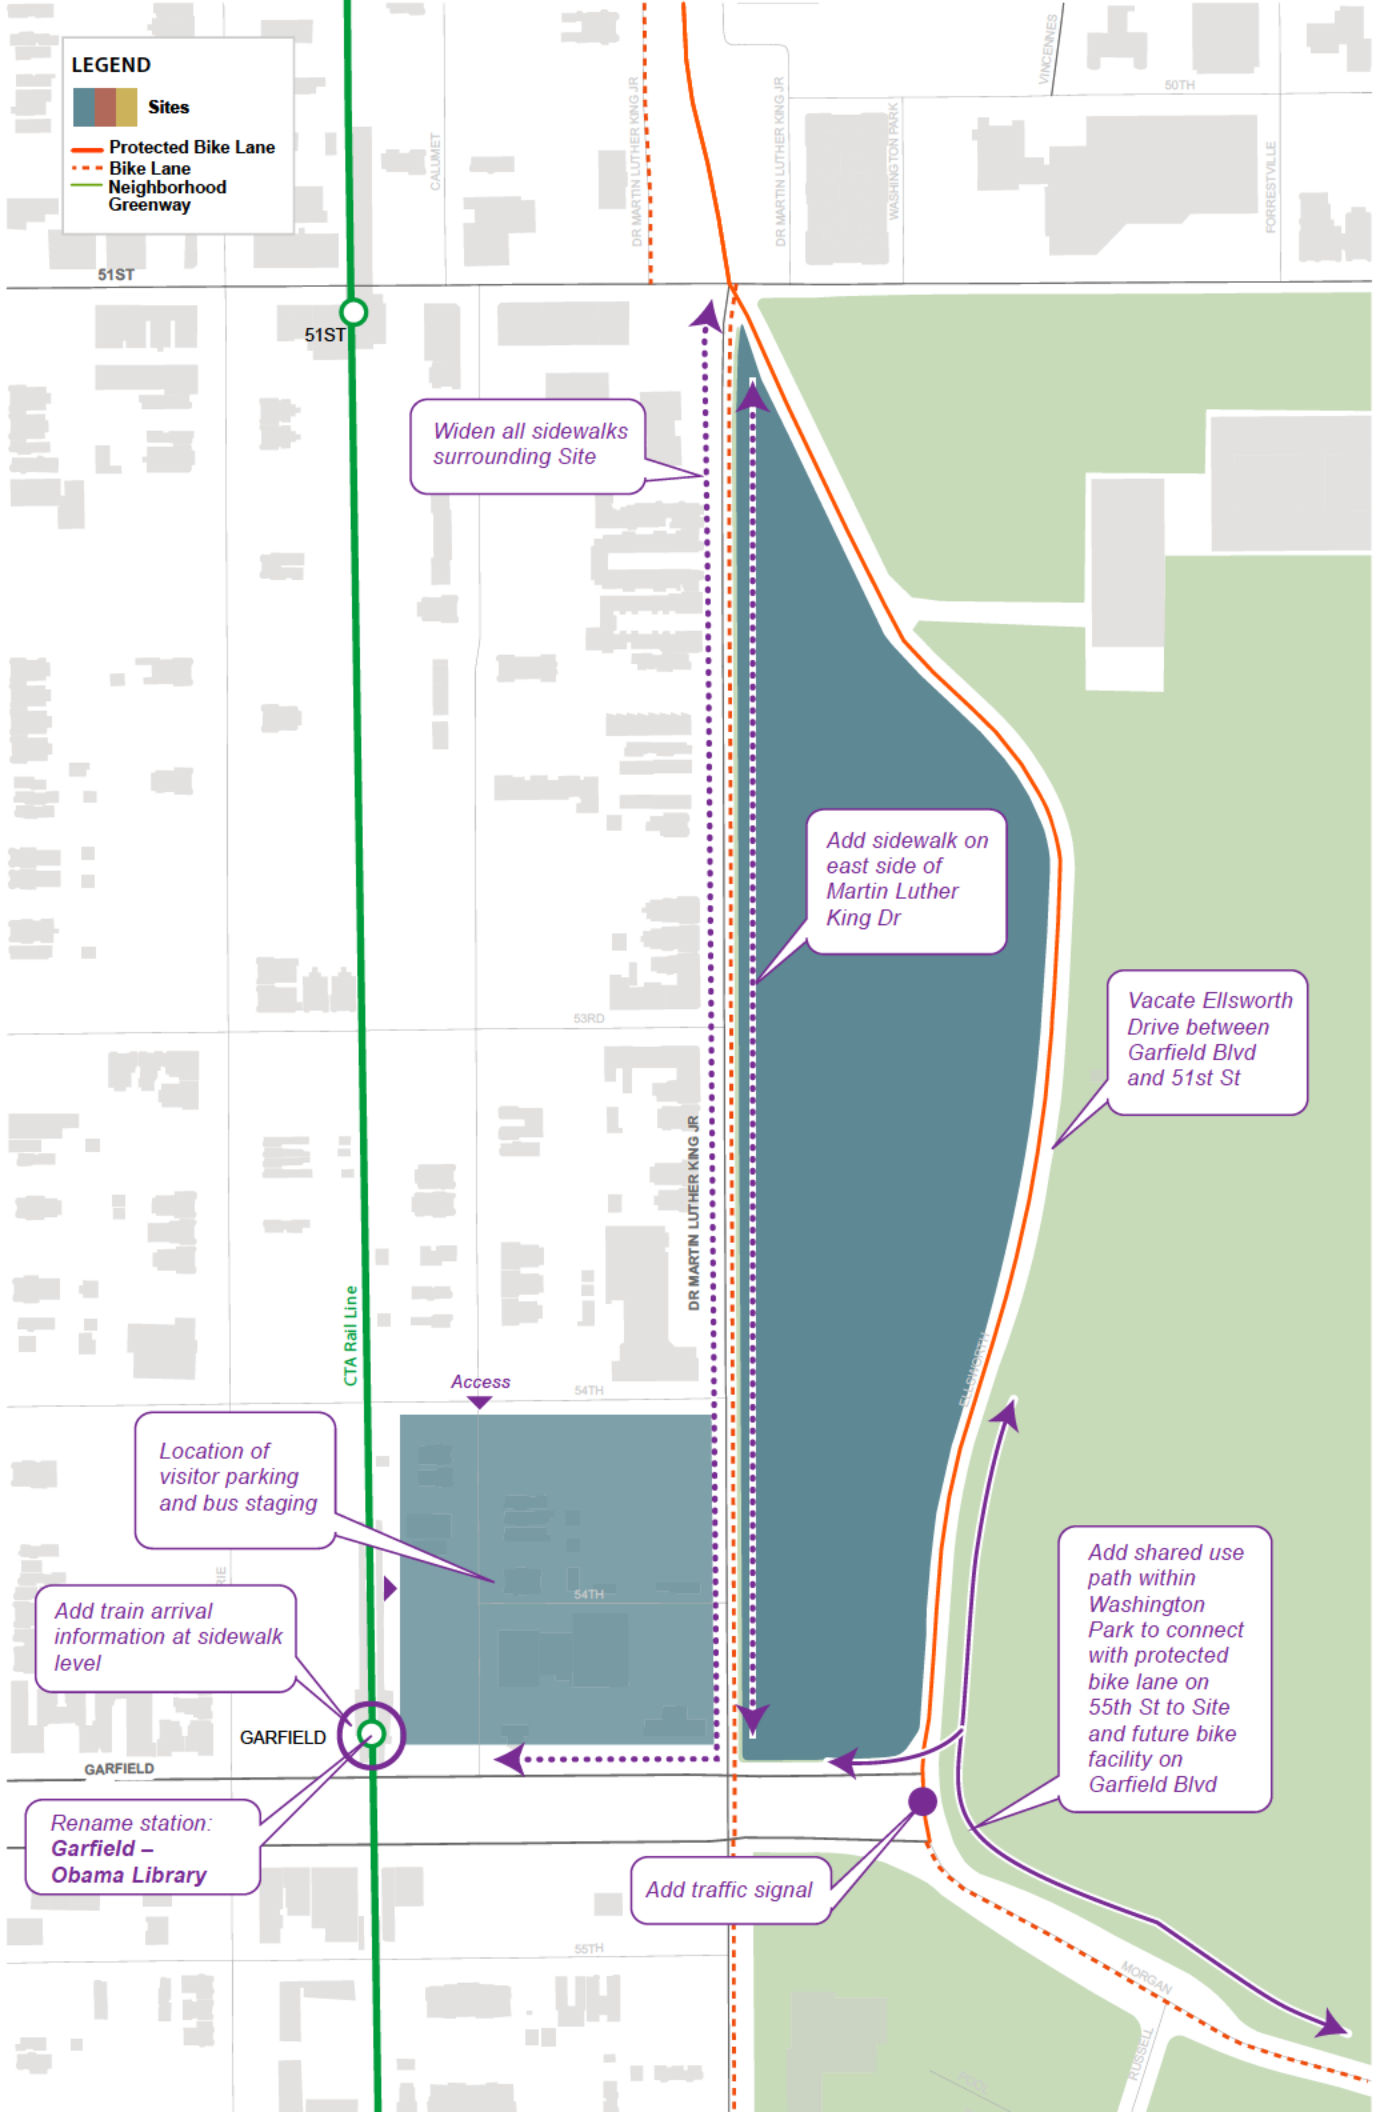 LEGEND
Sites
Protected Bike Lane
Bike Lane
Neighborhood
Greenway
VINCENNES
50TH
CALUMET
DR MARTIN LUTHER KING JR
DR MARTIN LUTHER KING JR
WASHINGTON PARK
FORRESTVILLE
51ST
51ST
Widen all sidewalks
surrounding Site
Add sidewalk on
east side of
Martin Luther
King Dr
Vacate Ellsworth
Drive between
Garfield Blvd
and 51st St
53RD
DR MARTIN LUTHER KING JR
CTA Rail Line
ELLSWORTH
Access
54TH
Location of
visitor parking
and bus staging
54TH
Add train arrival
information at sidewalk
level
Add shared use
path within
Washington
Park to connect
with protected
bike lane on
55th St to Site
and future bike
facility on
Garfield Blvd
GARFIELD
GARFIELD
Rename station:
Garfield –
Obama Library
Add traffic signal
55TH
MORGAN
RUSSELL
POOL